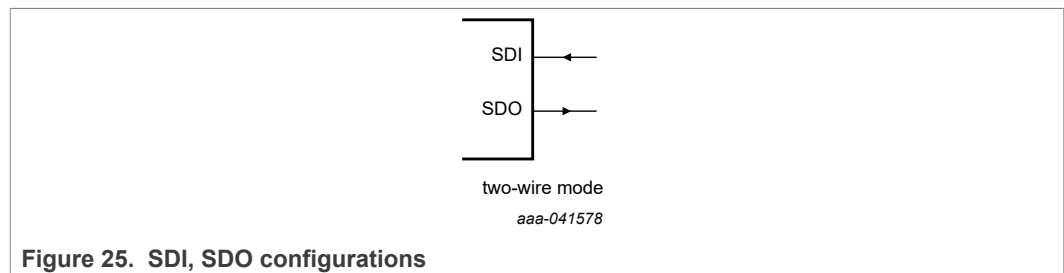 SDI
SDO
two-wire mode
aaa-041578
Figure 25. SDI, SDO configurations